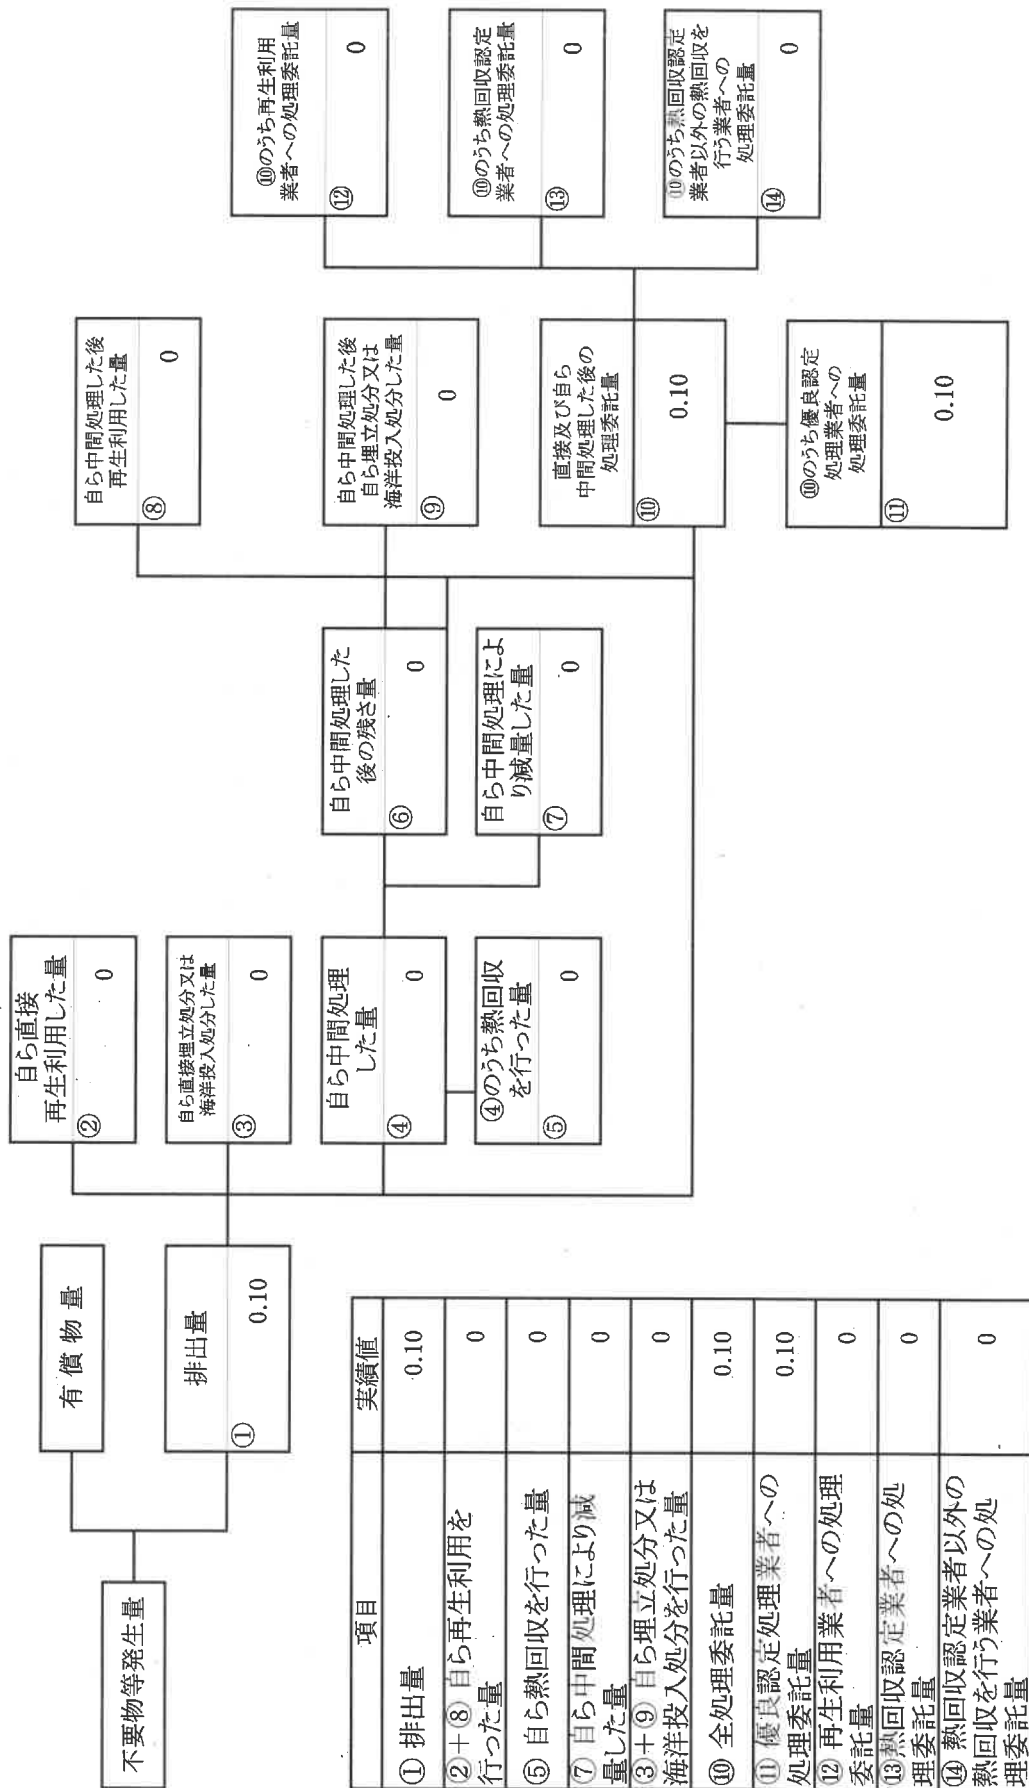 不要物等発生量
有償物量
排出量
①
0.10
自ら直接
再生利用した量
②
0
自ら直接埋立処分又は
海洋投入処分した量
③
0
自ら中間処理
した量
④
0
④のうち熱回収
を行った量
⑤
0
自ら中間処理した
後の残さ量
⑥
0
自ら中間処理によ
り減量した量
⑦
0
自ら中間処理した後
再生利用した量
⑧
0
自ら中間処理した後
自ら埋立処分又は
海洋投入処分した量
⑨
0
直接及び自ら
中間処理した後の
処理委託量
⑩
0.10
⑩のうち優良認定
処理業者への
処理委託量
⑪
0.10
⑩のうち再生利用
業者への処理委託量
⑫
0
⑩のうち熱回収認定
業者への処理委託量
⑬
0
⑩のうち熱回収認定
業者以外の熱回収を
行う業者への
処理委託量
⑭
0
項目
実績値
① 排出量
0.10
②＋⑧ 自ら再生利用を
行った量
0
⑤ 自ら熱回収を行った量
0
⑦ 自ら中間処理により減
量した量
0
③＋⑨ 自ら埋立処分又は
海洋投入処分を行った量
0
⑩ 全処理委託量
0.10
⑪ 優良認定処理業者への
処理委託量
0.10
⑫ 再生利用業者への処理
委託量
0
⑬熱回収認定業者への処
理委託量
0
⑭ 熱回収認定業者以外の
熱回収を行う業者への処
理委託量
0